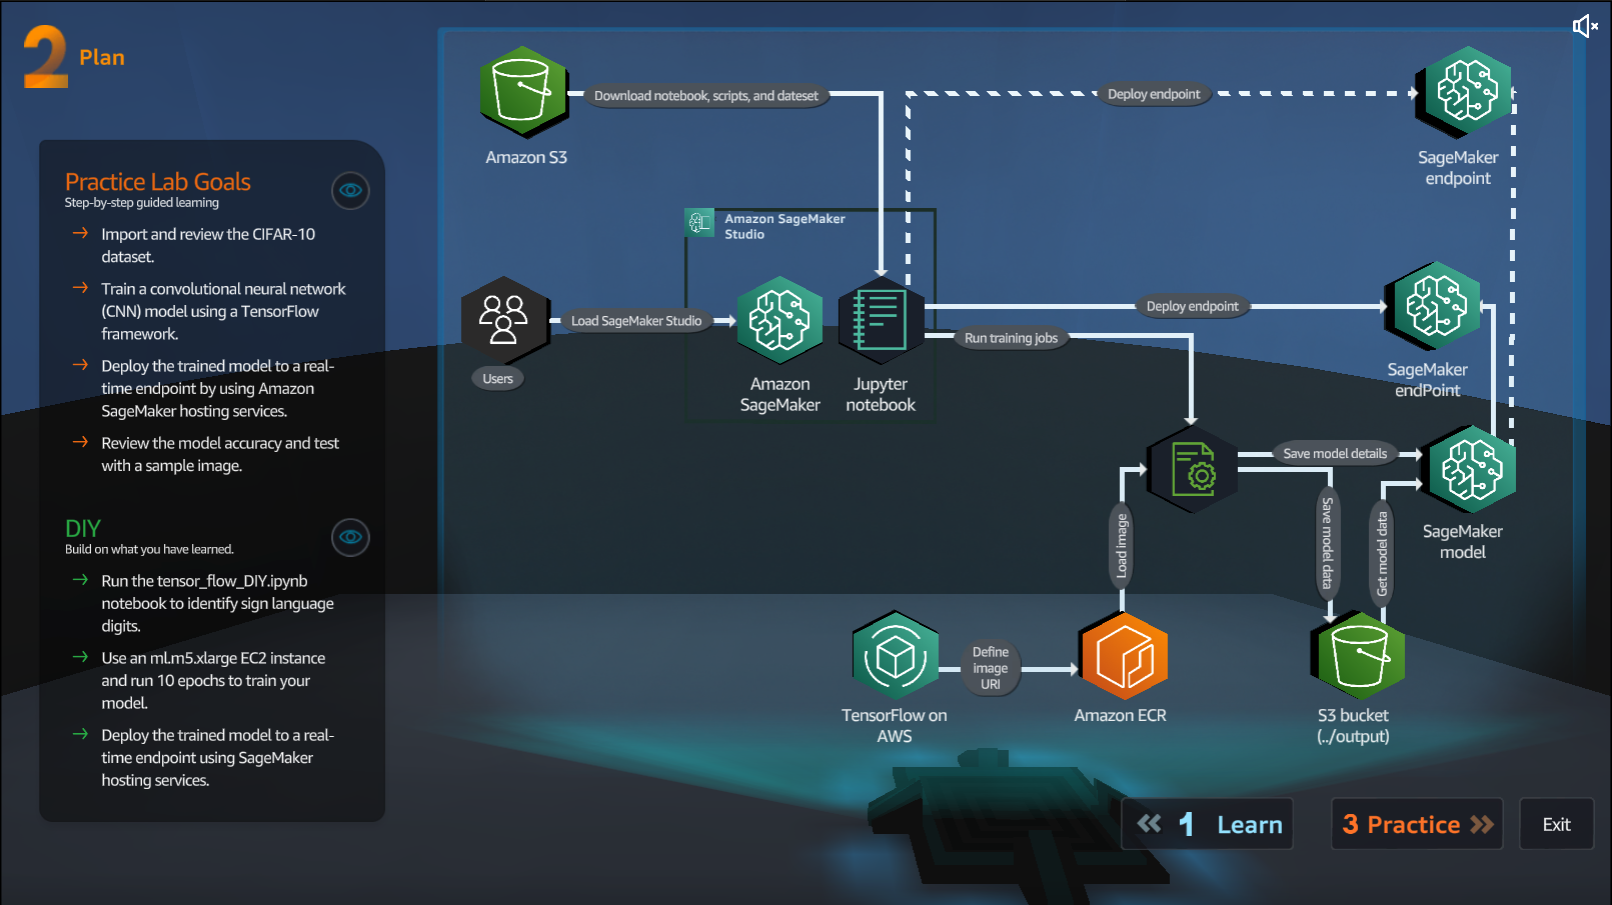 2 Plan
Practice Lab Goals
Step-by-step guided learning
Import and review the CIFAR-10
dataset.
Train a convolutional neural network
(CNN) model using a TensorFlow
framework.
Deploy the trained model to a real-
time endpoint by using Amazon
SageMaker hosting services.
Review the model accuracy and test
with a sample image.
DIY
Build on what you have learned.
Run the tensor_flow_DIY.ipynb
notebook to identify sign language
digits.
Use an ml.m5.xlarge EC2 instance
and run 10 epochs to train your
model.
Deploy the trained model to a real-
time endpoint using SageMaker
hosting services.
Amazon S3
Download notebook, scripts, and dateset
Deploy endpoint
SageMaker
endpoint
Amazon SageMaker
Studio
Users
Load SageMaker Studio
Amazon
SageMaker
Jupyter
notebook
Deploy endpoint
SageMaker
endPoint
Run training jobs
Save model details
SageMaker
model
Load image
Save model data
Get model data
TensorFlow on
AWS
Define
image
URI
Amazon ECR
S3 bucket
(../output)
1 Learn
3 Practice
Exit